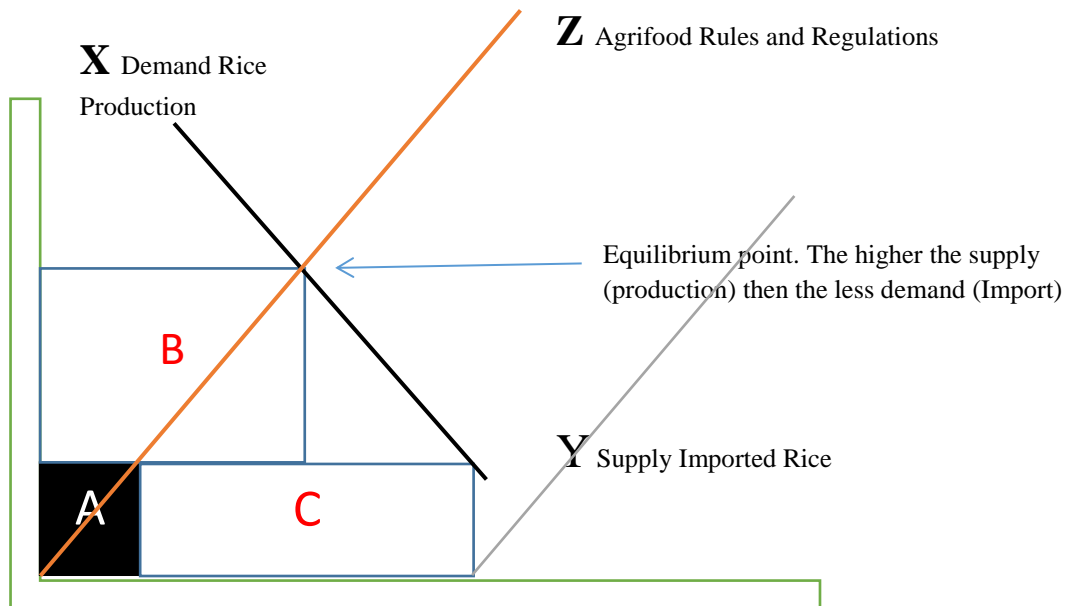 Z Agrifood Rules and Regulations
X Demand Rice
Production
Equilibrium point. The higher the supply
(production) then the less demand (Import)
B
Y Supply Imported Rice
A
C